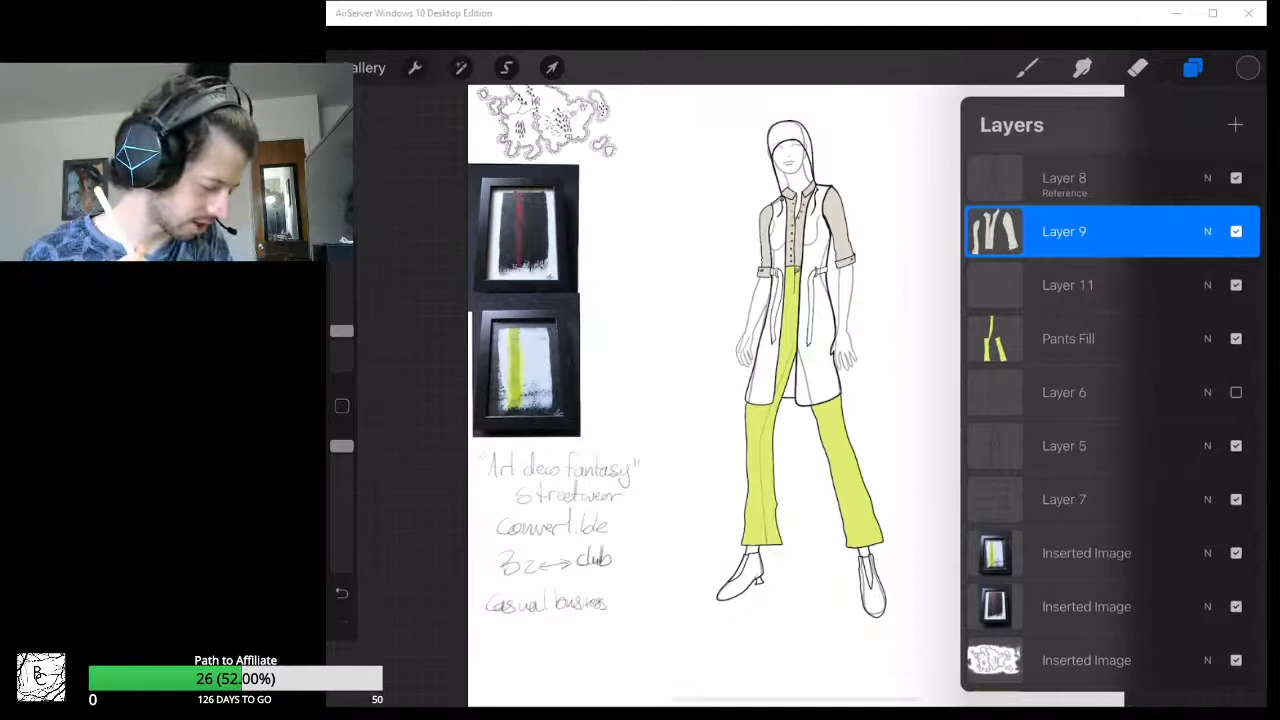 AirServer Windows 10 Desktop Edition
allery
Layers
Layer 8
N
Reference
Layer 9
N
Layer 11
N
Pants Fill
N
Layer 6
N
Layer 5
N
Layer 7
N
Inserted Image
N
Inserted Image
N
Inserted Image
N
"Art deco fantasy"
streetwear
convertible
Bz ↔ club
Casual business
Path to Affiliate
26 (52.00%)
0
126 DAYS TO GO
50